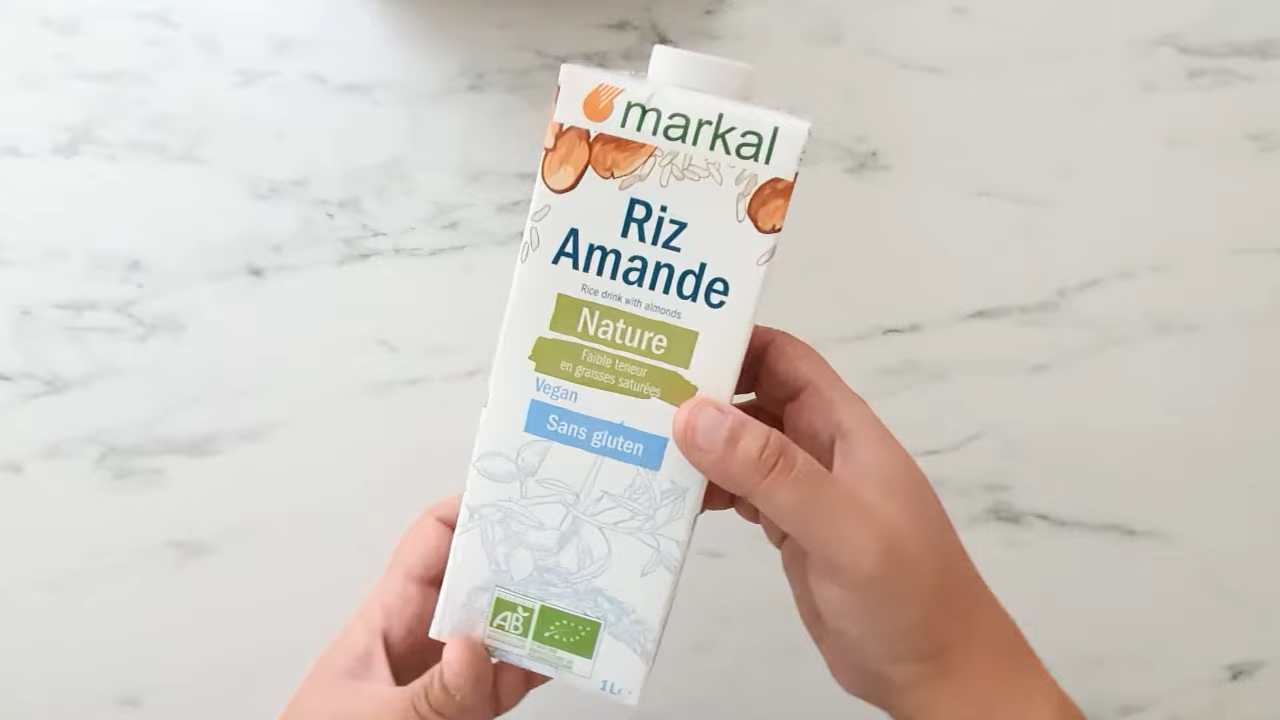 markal
Riz
Amande
Rice drink with almonds
Nature
Faible teneur
en graisses saturées
Vegan
Sans gluten
AB
1L